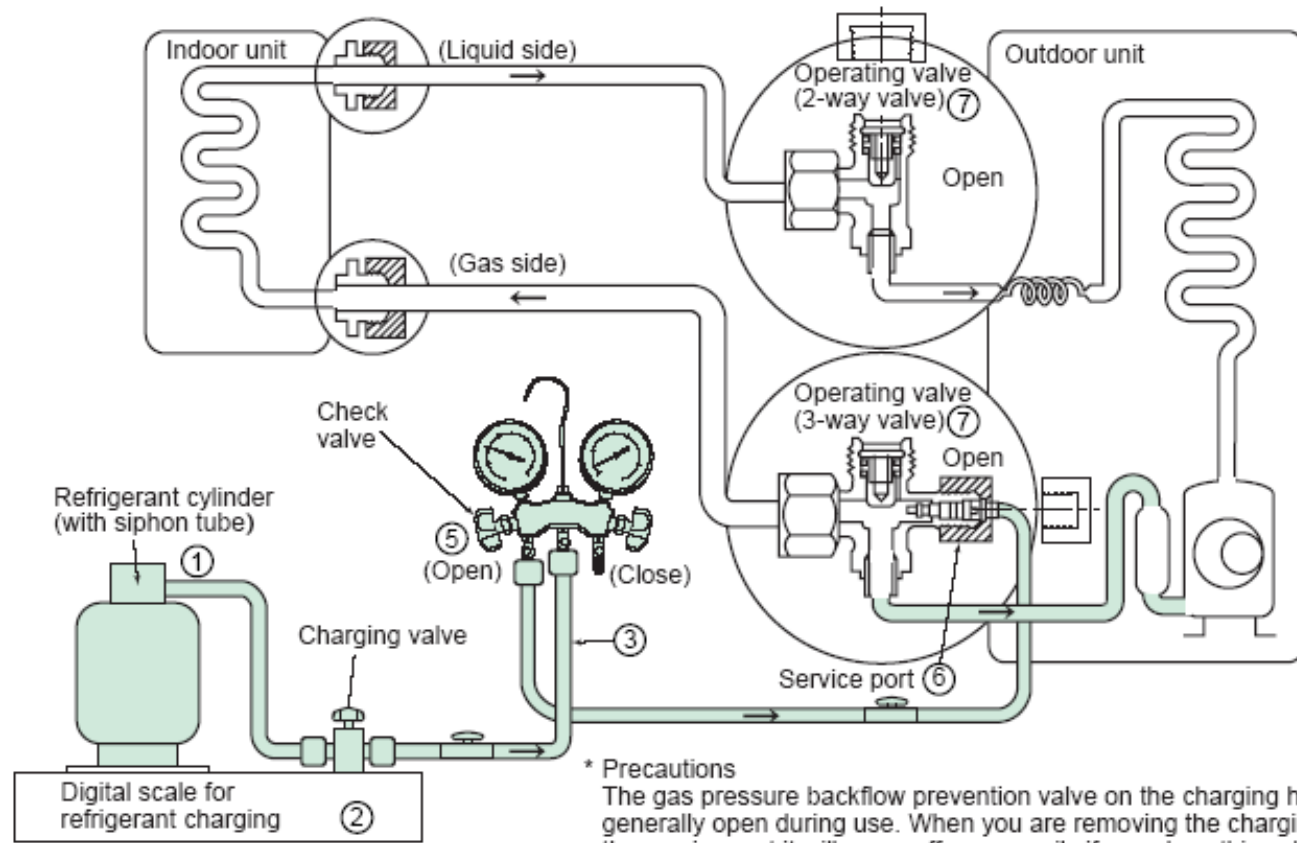 Indoor unit
(Liquid side)
Operating valve
(2-way valve) ⑦
Outdoor unit
Open
(Gas side)
Operating valve
(3-way valve) ⑦
Open
Check
valve
Refrigerant cylinder
(with siphon tube)
①
⑤
(Open)
(Close)
Charging valve
③
Service port ⑥
Digital scale for
refrigerant charging
②
* Precautions
The gas pressure backflow prevention valve on the charging h
generally open during use. When you are removing the chargi